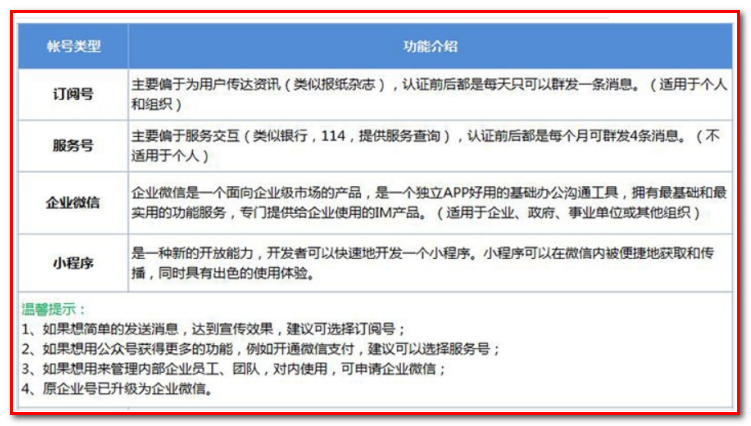 帐号类型
功能介绍
订阅号
主要偏于为用户传达资讯（类似报纸杂志），认证前后都是每天只可以群发一条消息。（适用于个人
和组织）
服务号
主要偏于服务交互（类似银行，114，提供服务查询），认证前后都是每个月可群发4条消息。（不
适用于个人）
企业微信
企业微信是一个面向企业级市场的产品，是一个独立APP好用的基础办公沟通工具，拥有最基础和最
实用的功能服务，专门提供给企业使用的IM产品。（适用于企业、政府、事业单位或其他组织）
小程序
是一种新的开放能力，开发者可以快速地开发一个小程序。小程序可以在微信内被便捷地获取和传
播，同时具有出色的使用体验。
温馨提示：
1、如果想简单的发送消息，达到宣传效果，建议可选择订阅号；
2、如果想用公众号获得更多的功能，例如开通微信支付，建议可以选择服务号；
3、如果想用来管理内部企业员工、团队，对内使用，可申请企业微信；
4、原企业号已升级为企业微信。